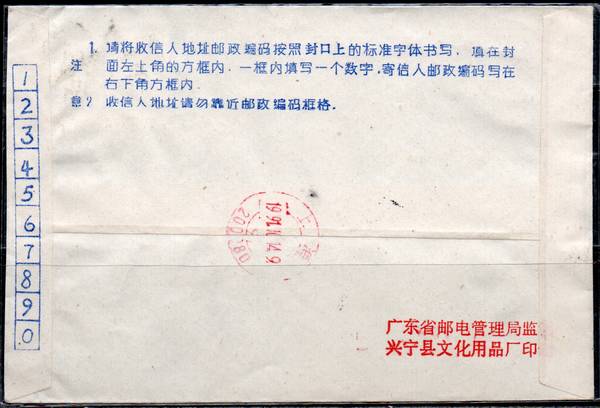 1. 请将收信人地址邮政编码按照封口上的标准字体书写，填在封
注 面左上角的方框内，一框内填写一个数字，寄信人邮政编码写在
右下角方框内.
意2 收信人地址请勿靠近邮政编码框格.
1
2
3
4
5
6
7
8
9
0
上海
广东省邮电管理局监
兴宁县文化用品厂印